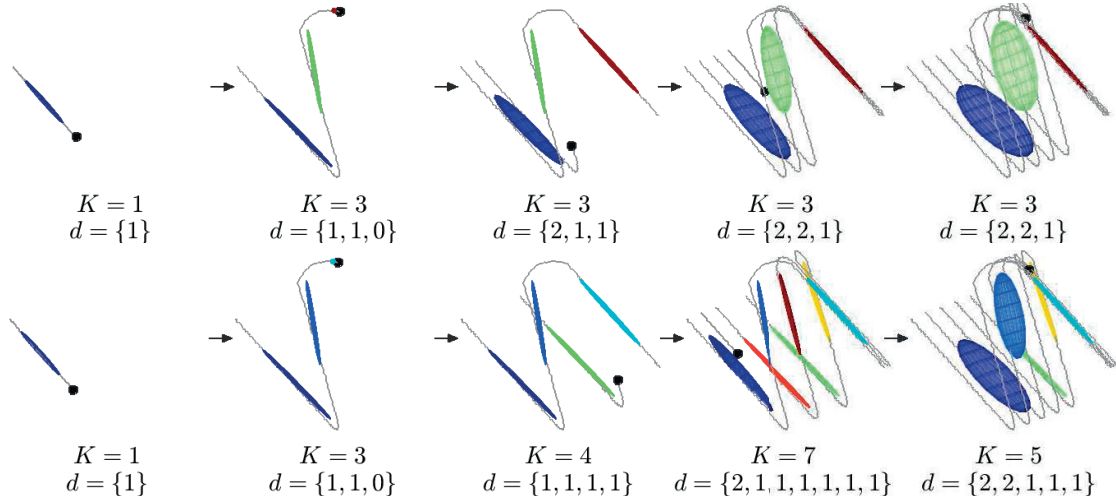 K = 1 K = 3 K = 3 K = 3 K = 3
d = {1} d = {1, 1, 0} d = {2, 1, 1} d = {2, 2, 1} d = {2, 2, 1}
K = 1 K = 3 K = 4 K = 7 K = 5
d = {1} d = {1, 1, 0} d = {1, 1, 1, 1} d = {2, 1, 1, 1, 1, 1, 1} d = {2, 2, 1, 1, 1}